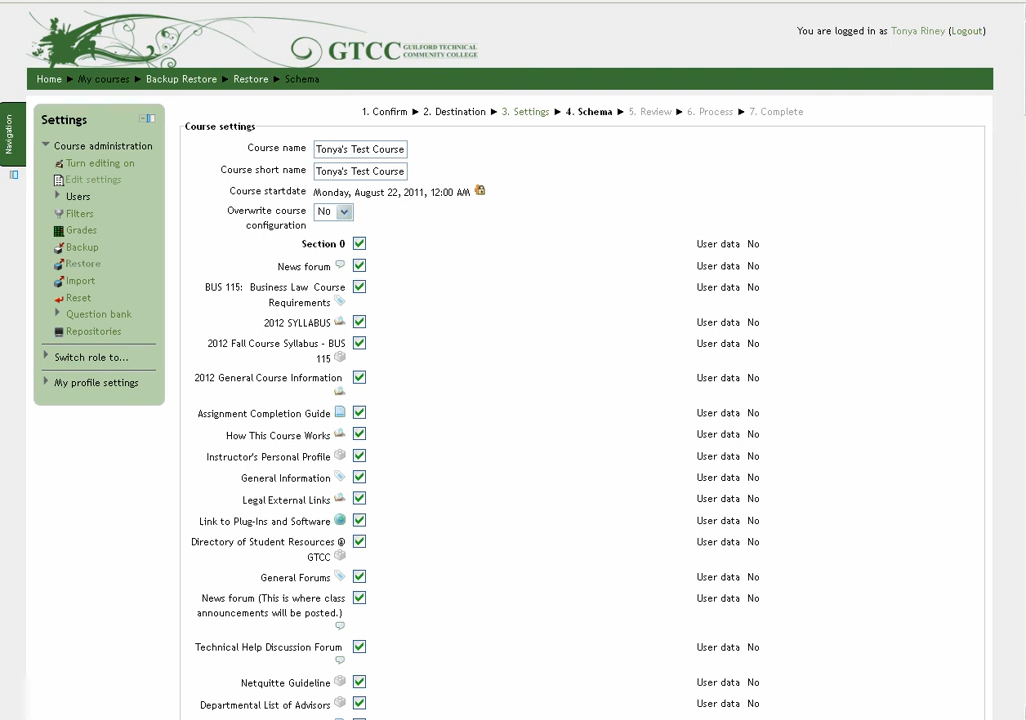 You are logged in as Tonya Riney (Logout)
GTCC GUILFORD TECHNICAL
COMMUNITY COLLEGE
Home ► My courses ► Backup Restore ► Restore ► Schema
Navigation
Settings
Course administration
Turn editing on
Edit settings
Users
Filters
Grades
Backup
Restore
Import
Reset
Question bank
Repositories
Switch role to...
My profile settings
1. Confirm ► 2. Destination ► 3. Settings ► 4. Schema ► 5. Review ► 6. Process ► 7. Complete
Course settings
Course name Tonya's Test Course
Course short name Tonya's Test Course
Course startdate Monday, August 22, 2011, 12:00 AM
Overwrite course No
configuration
Section 0 User data No
News forum User data No
BUS 115: Business Law Course User data No
Requirements
2012 SYLLABUS User data No
2012 Fall Course Syllabus - BUS User data No
115
2012 General Course Information User data No
Assignment Completion Guide User data No
How This Course Works User data No
Instructor's Personal Profile User data No
General Information User data No
Legal External Links User data No
Link to Plug-Ins and Software User data No
Directory of Student Resources @ User data No
GTCC
General Forums User data No
News forum (This is where class User data No
announcements will be posted.)
Technical Help Discussion Forum User data No
Netquitte Guideline User data No
Departmental List of Advisors User data No